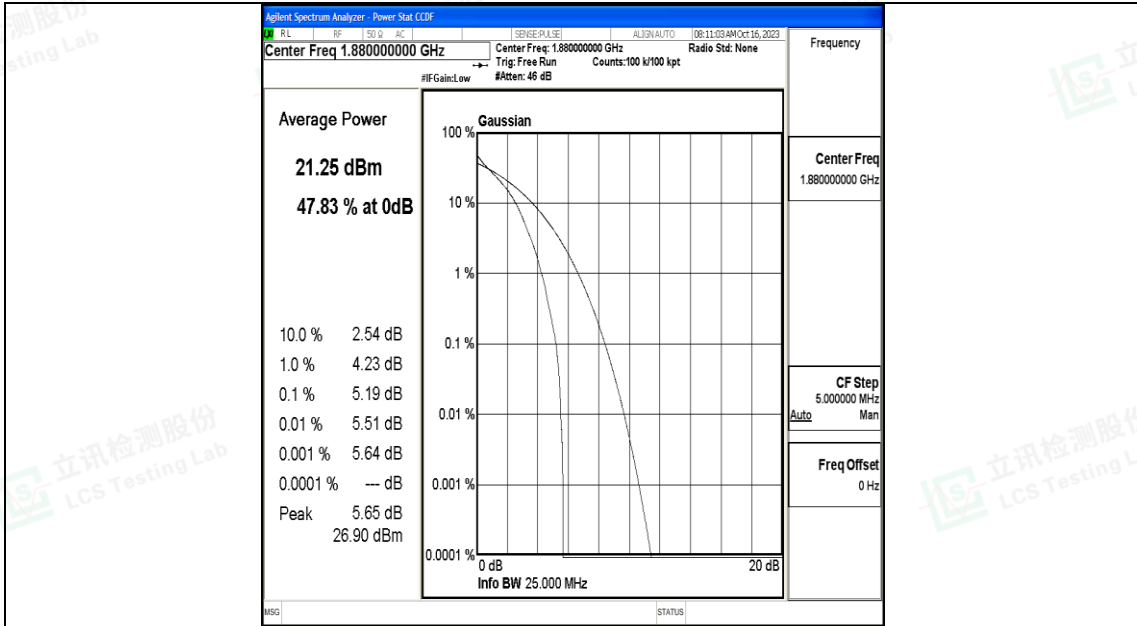 Agilent Spectrum Analyzer - Power Stat CCDF
RL RF 50 Ω AC SENSE:PULSE ALIGN AUTO 08:11:03 AM Oct 16, 2023
Center Freq 1.880000000 GHz
Center Freq: 1.880000000 GHz Radio Std: None
Trig: Free Run Counts:100 k/100 kpt
#IFGain:Low #Atten: 46 dB
Frequency
Average Power
21.25 dBm
47.83 % at 0dB
10.0 % 2.54 dB
1.0 % 4.23 dB
0.1 % 5.19 dB
0.01 % 5.51 dB
0.001 % 5.64 dB
0.0001 % --- dB
Peak 5.65 dB
26.90 dBm
Gaussian
100 %
10 %
1 %
0.1 %
0.01 %
0.001 %
0.0001 %
0 dB 20 dB
Info BW 25.000 MHz
Center Freq
1.880000000 GHz
CF Step
5.000000 MHz
Auto Man
Freq Offset
0 Hz
MSG STATUS
立讯检测股份
LCS Testing Lab
立讯检测股份
LCS Testing L
测股份
sting Lab
立